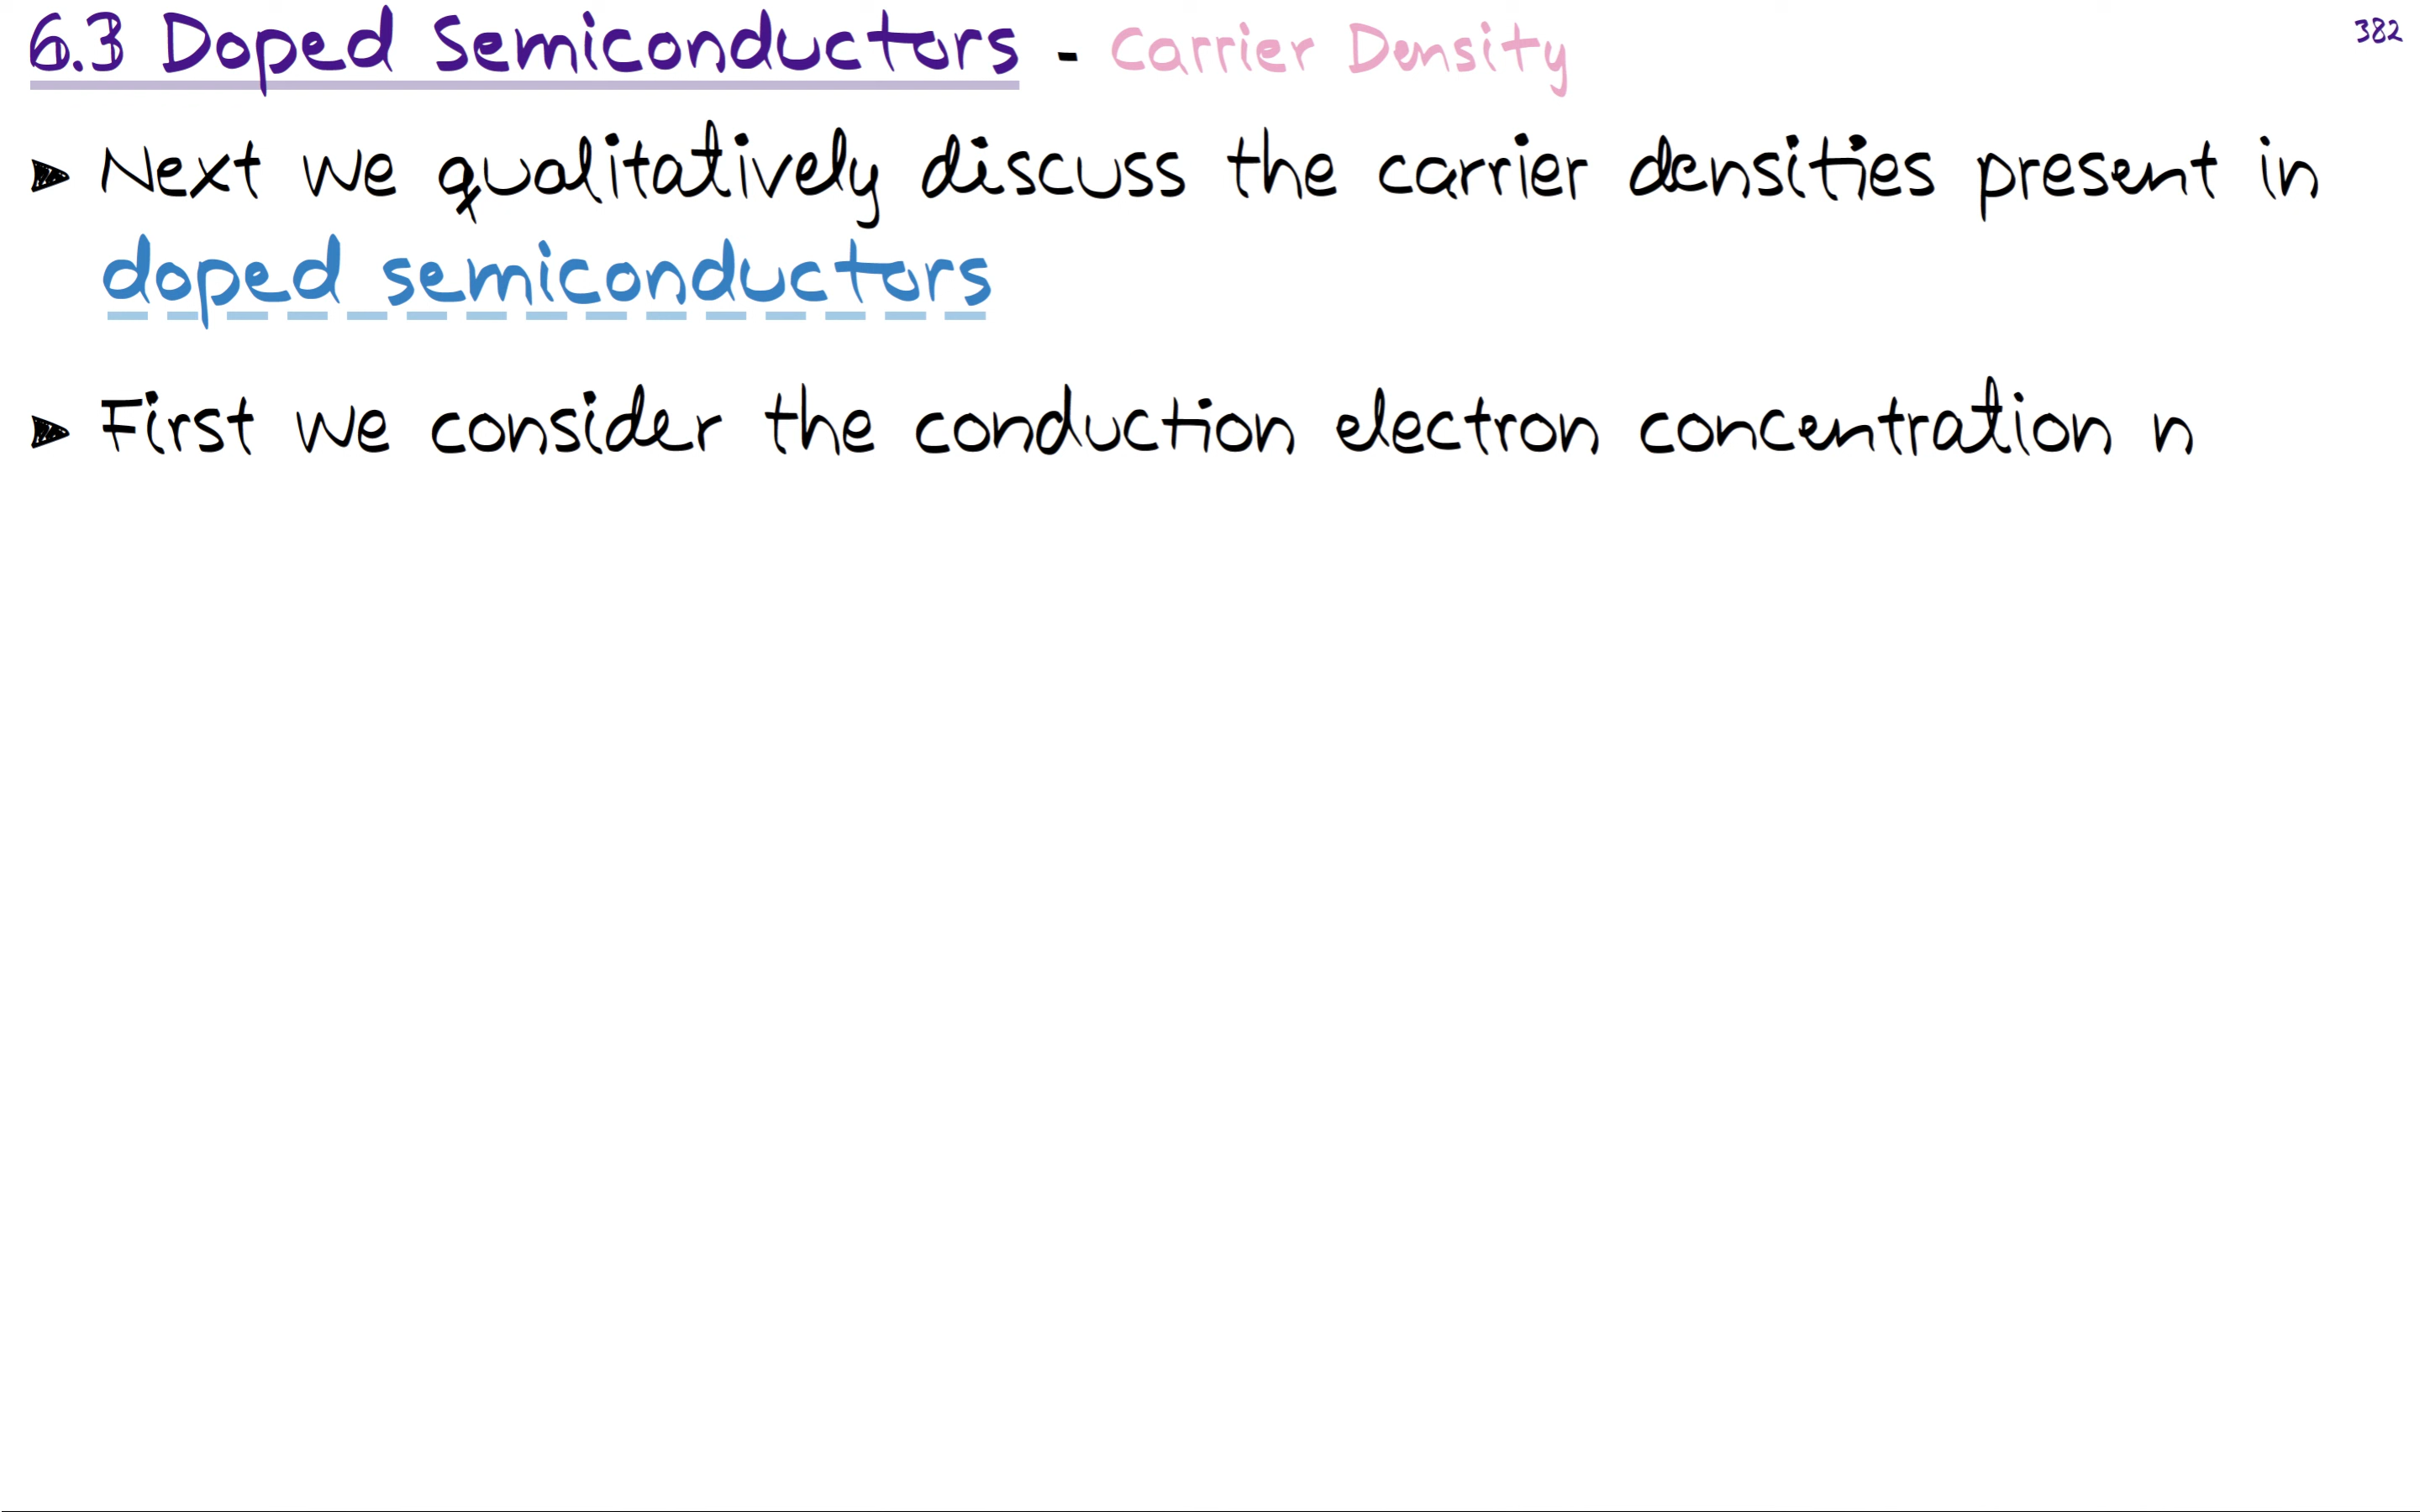 6.3 Doped Semiconductors - Carrier Density
382
Next we qualitatively discuss the carrier densities present in
doped semiconductors
First we consider the conduction electron concentration n